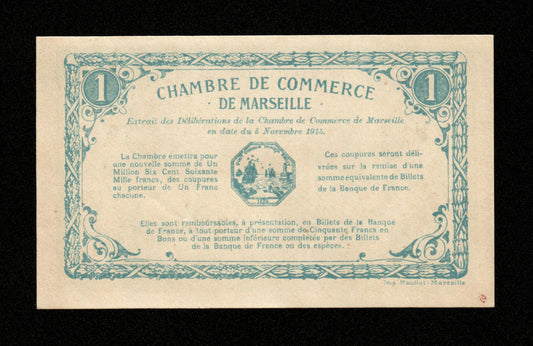 1
1
CHAMBRE DE COMMERCE
· DE MARSEILLE ·
Extrait des Délibérations de la Chambre de Commerce de Marseille
en date du 5 Novembre 1915.
La Chambre émettra pour
une nouvelle somme de Un
Million Six Cent Soixante
Mille francs, des coupures
au porteur de Un Franc
chacune.
Ces coupures seront déli-
vrées sur la remise d'une
somme équivalente de Billets
de la Banque de France.
Elles sont remboursables, à présentation, en Billets de la Banque
de France, à tout porteur d'une somme de Cinquante Francs en
Bons ou d'une somme inférieure complétée par des Billets
de la Banque de France ou des espèces.
Imp Moullot - Marseille